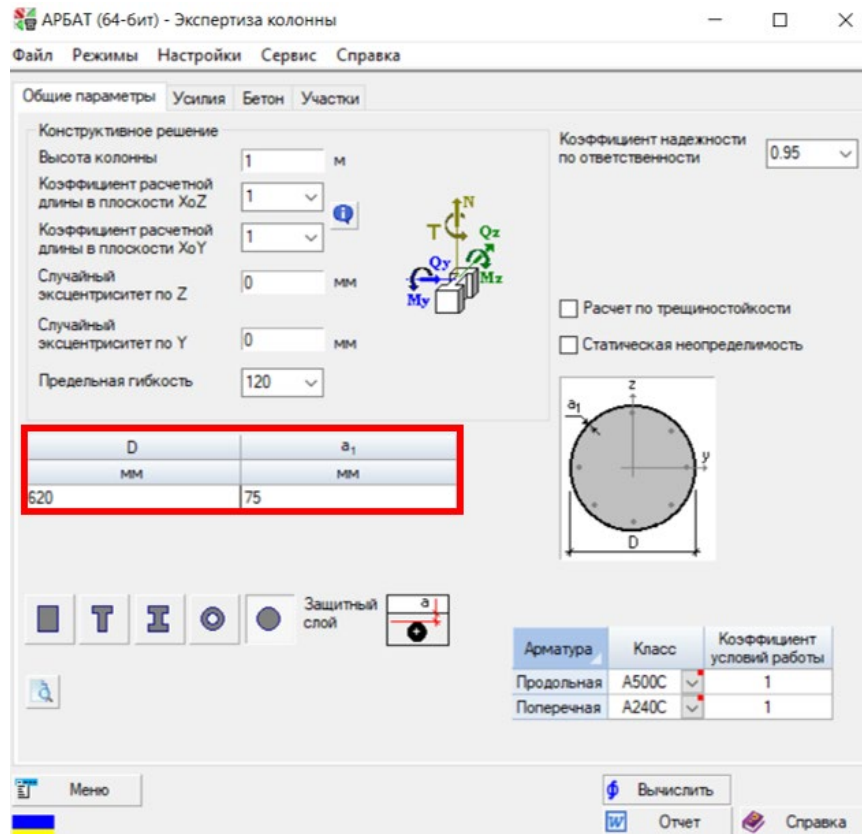 АРБАТ (64-бит) - Экспертиза колонны
Файл Режимы Настройки Сервис Справка
Общие параметры Усилия Бетон Участки
Конструктивное решение
Высота колонны 1 м
Коэффициент расчетной
длины в плоскости XoZ 1
Коэффициент расчетной
длины в плоскости XoY 1
Случайный
эксцентриситет по Z 0 мм
Случайный
эксцентриситет по Y 0 мм
Предельная гибкость 120
N
T
Qz
Qy
Mz
My
Коэффициент надежности
по ответственности 0.95
Расчет по трещиностойкости
Статическая неопределимость
D a1
мм мм
620 75
z
a1
y
D
Защитный
слой
a
Арматура Класс Коэффициент
условий работы
Продольная A500C 1
Поперечная A240C 1
Меню
Вычислить
Отчет
Справка